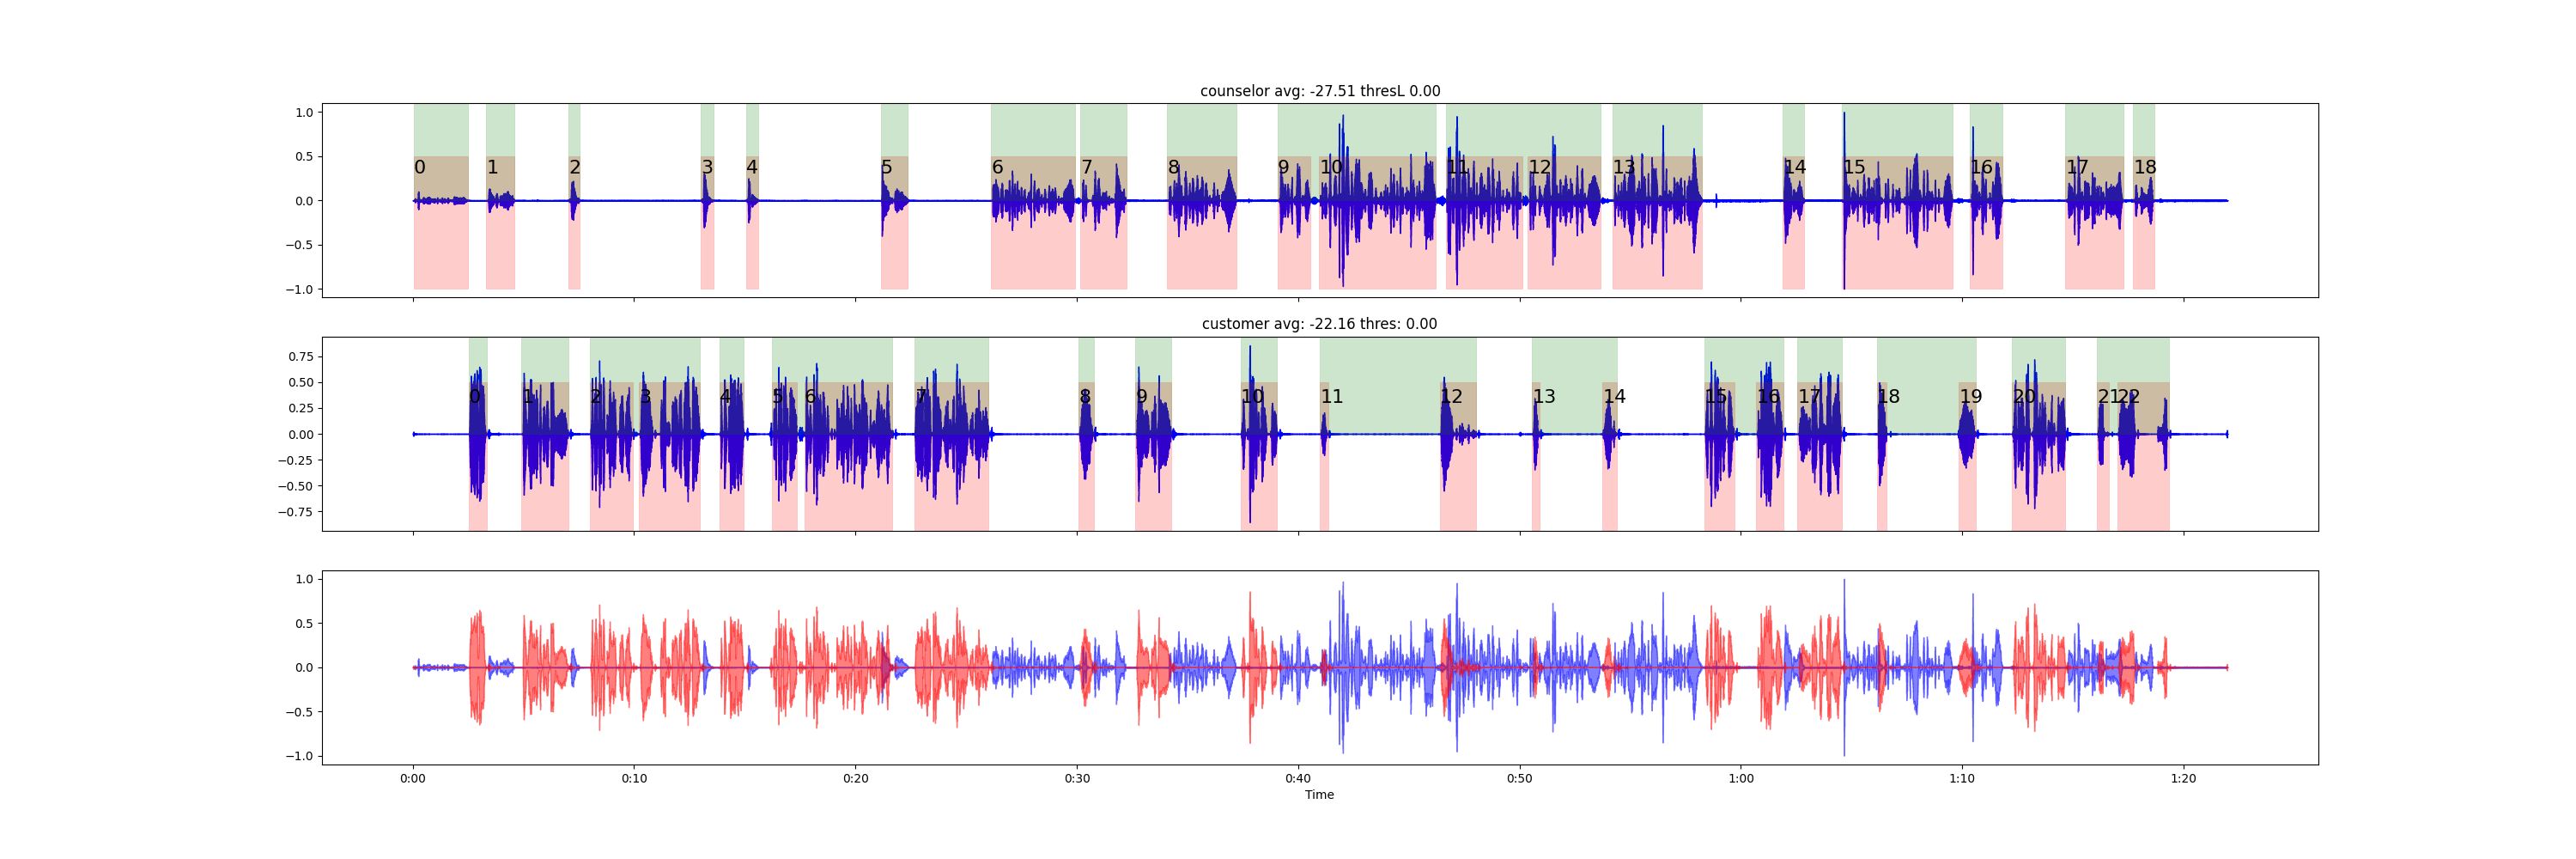 counselor avg: -27.51 thresL 0.00
1.0
0.5
0.0
−0.5
−1.0
0 1 2 3 4 5 6 7 8 9 10 11 12 13 14 15 16 17 18
customer avg: -22.16 thres: 0.00
0.75
0.50
0.25
0.00
−0.25
−0.50
−0.75
0 1 2 3 4 5 6 7 8 9 10 11 12 13 14 15 16 17 18 19 20 21 22
1.0
0.5
0.0
−0.5
−1.0
0:00 0:10 0:20 0:30 0:40 0:50 1:00 1:10 1:20
Time